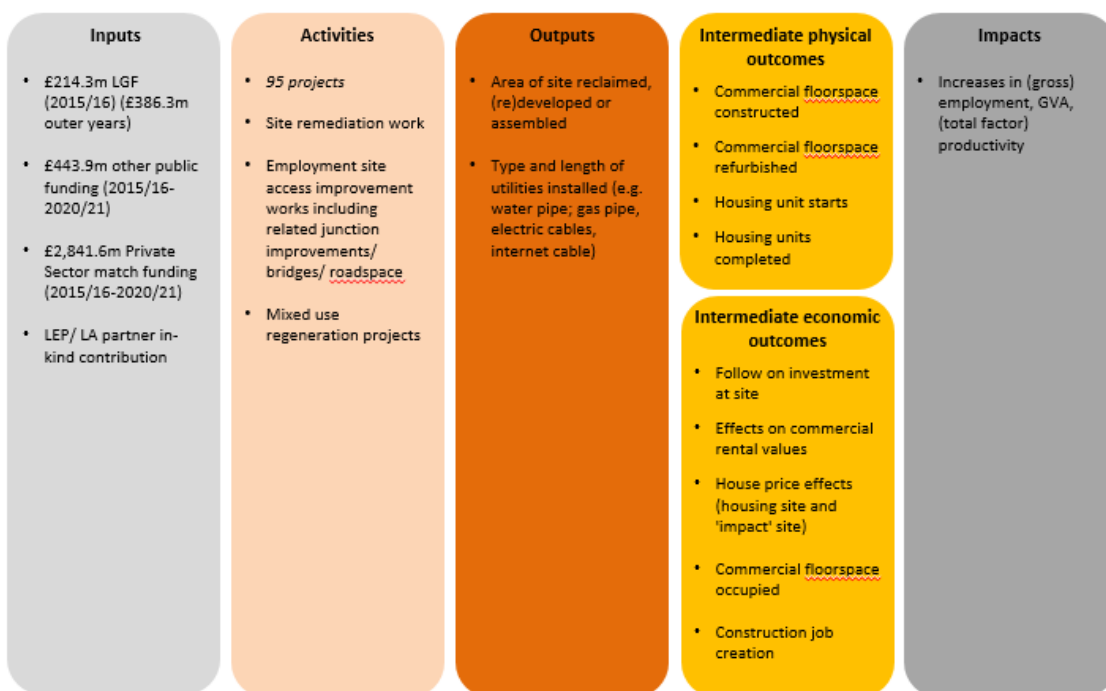 Inputs
• £214.3m LGF
(2015/16) (£386.3m
outer years)
• £443.9m other public
funding (2015/16-
2020/21)
• £2,841.6m Private
Sector match funding
(2015/16-2020/21)
• LEP/ LA partner in-
kind contribution
Activities
• 95 projects
• Site remediation work
• Employment site
access improvement
works including
related junction
improvements/
bridges/ roadspace
• Mixed use
regeneration projects
Outputs
• Area of site reclaimed,
(re)developed or
assembled
• Type and length of
utilities installed (e.g.
water pipe; gas pipe,
electric cables,
internet cable)
Intermediate physical
outcomes
• Commercial floorspace
constructed
• Commercial floorspace
refurbished
• Housing unit starts
• Housing units
completed
Intermediate economic
outcomes
• Follow on investment
at site
• Effects on commercial
rental values
• House price effects
(housing site and
'impact' site)
• Commercial floorspace
occupied
• Construction job
creation
Impacts
• Increases in (gross)
employment, GVA,
(total factor)
productivity